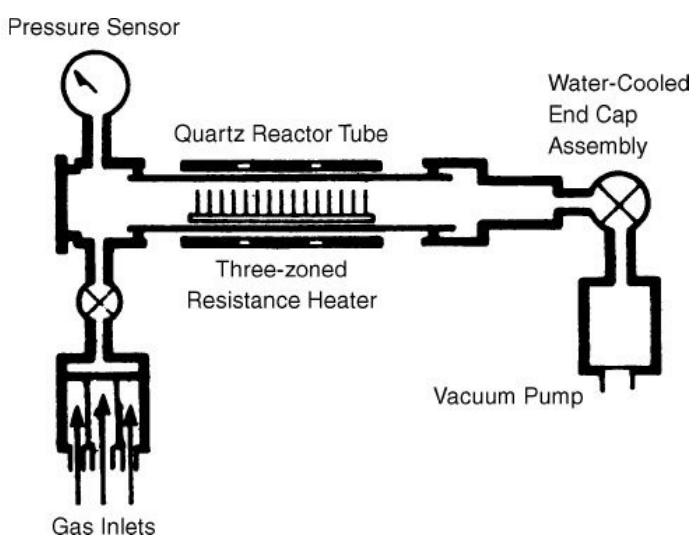 Pressure Sensor
Water-Cooled
End Cap
Assembly
Quartz Reactor Tube
Three-zoned
Resistance Heater
Vacuum Pump
Gas Inlets